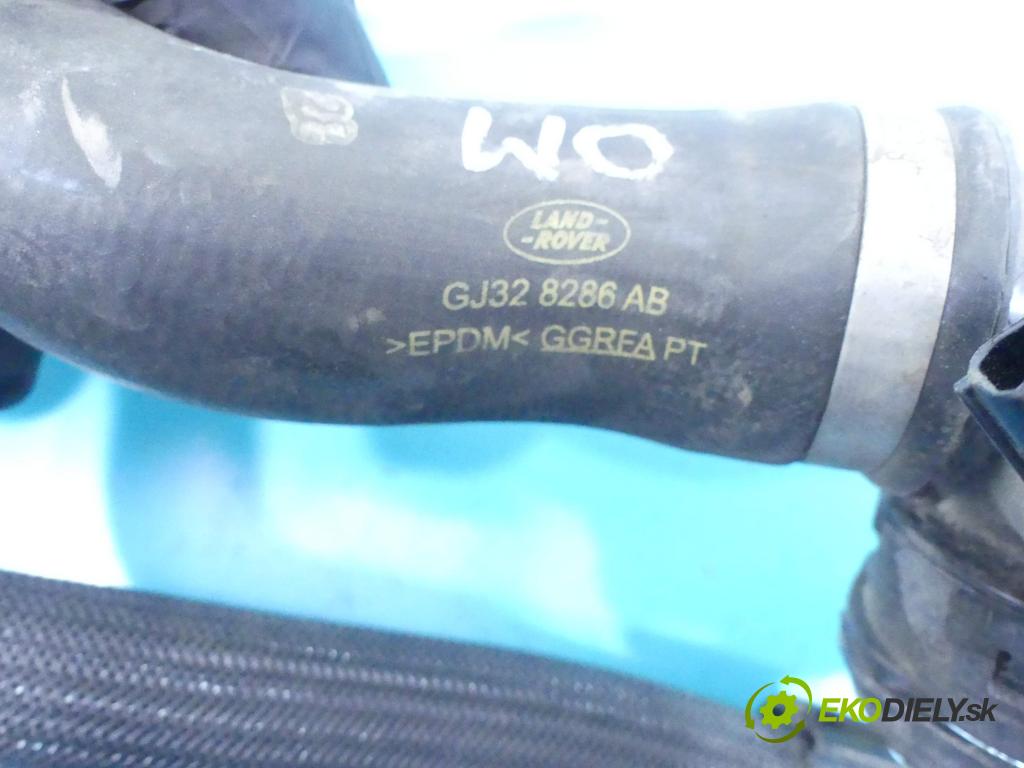 WO
LAND-
-ROVER
GJ32 8286 AB
>EPDM< GGRFA PT
EKODIELY.sk